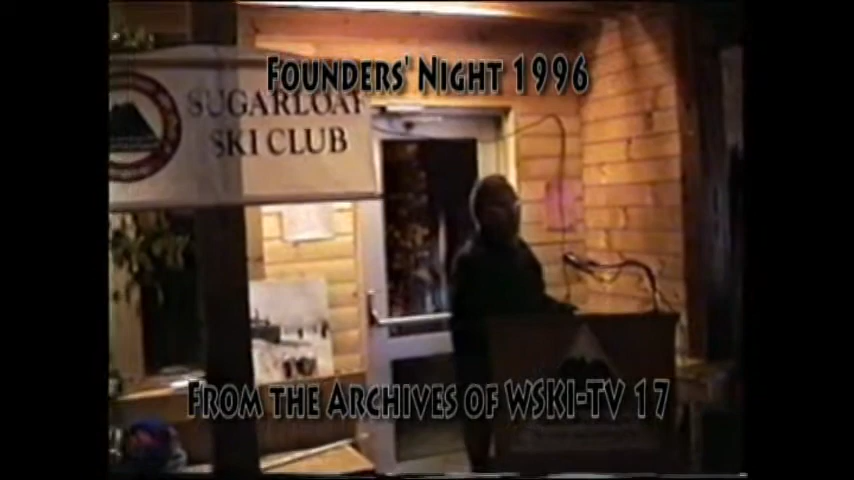 FOUNDERS' NIGHT 1996
SUGARLOAF
SKI CLUB
FROM THE ARCHIVES OF WSKI-TV 17